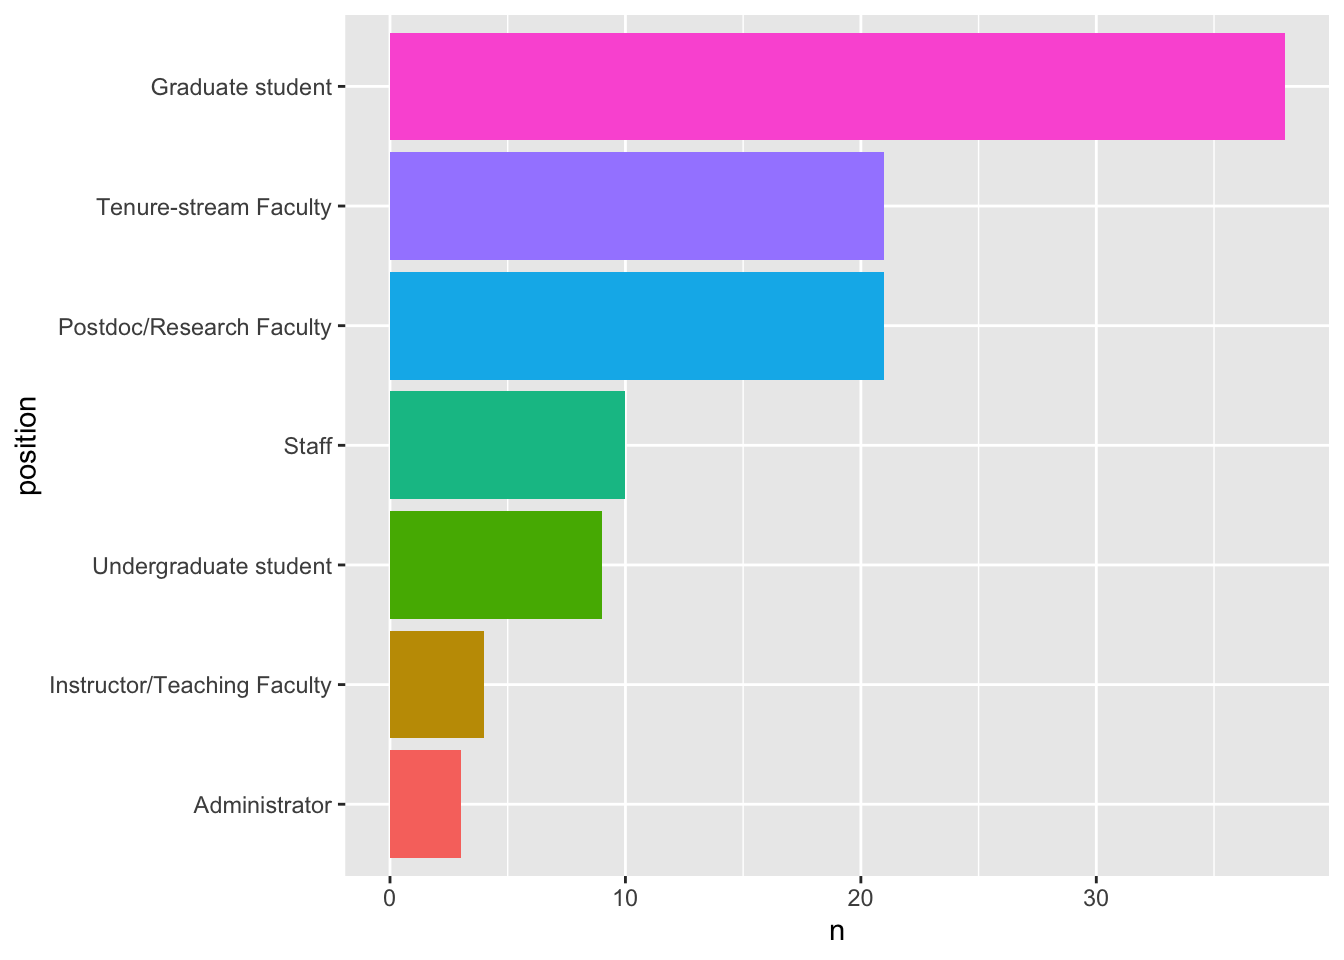 position
Graduate student
Tenure-stream Faculty
Postdoc/Research Faculty
Staff
Undergraduate student
Instructor/Teaching Faculty
Administrator
0 10 20 30
n